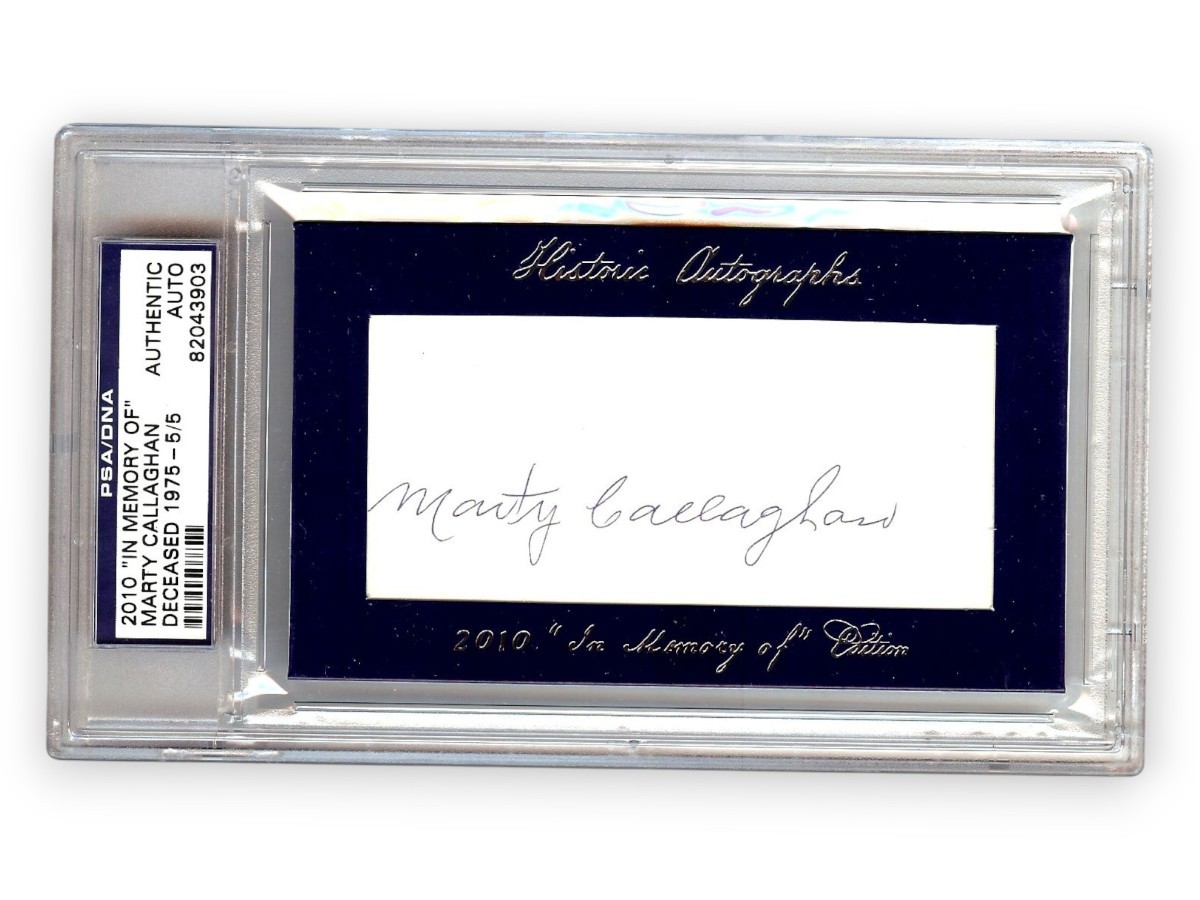 PSA/DNA
2010 "IN MEMORY OF"
MARTY CALLAGHAN AUTHENTIC
DECEASED 1975 - 5/5 AUTO
82043903
Historic Autographs
Marty Callaghan
2010 "In Memory of" Edition